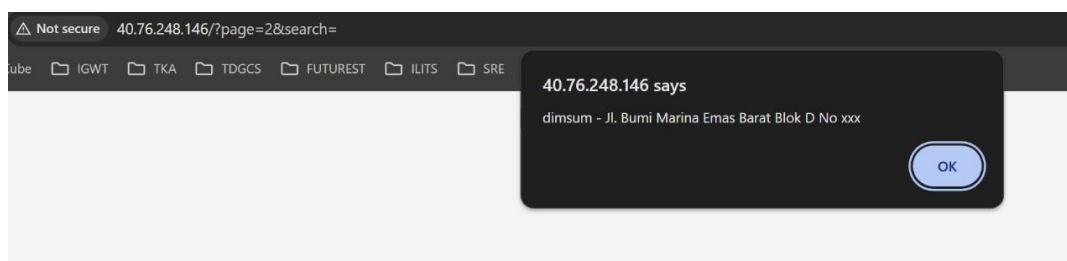 Not secure 40.76.248.146/?page=2&search=
ube IGWT TKA TDGCS FUTUREST ILITS SRE
40.76.248.146 says
dimsum - Jl. Bumi Marina Emas Barat Blok D No xxx
OK